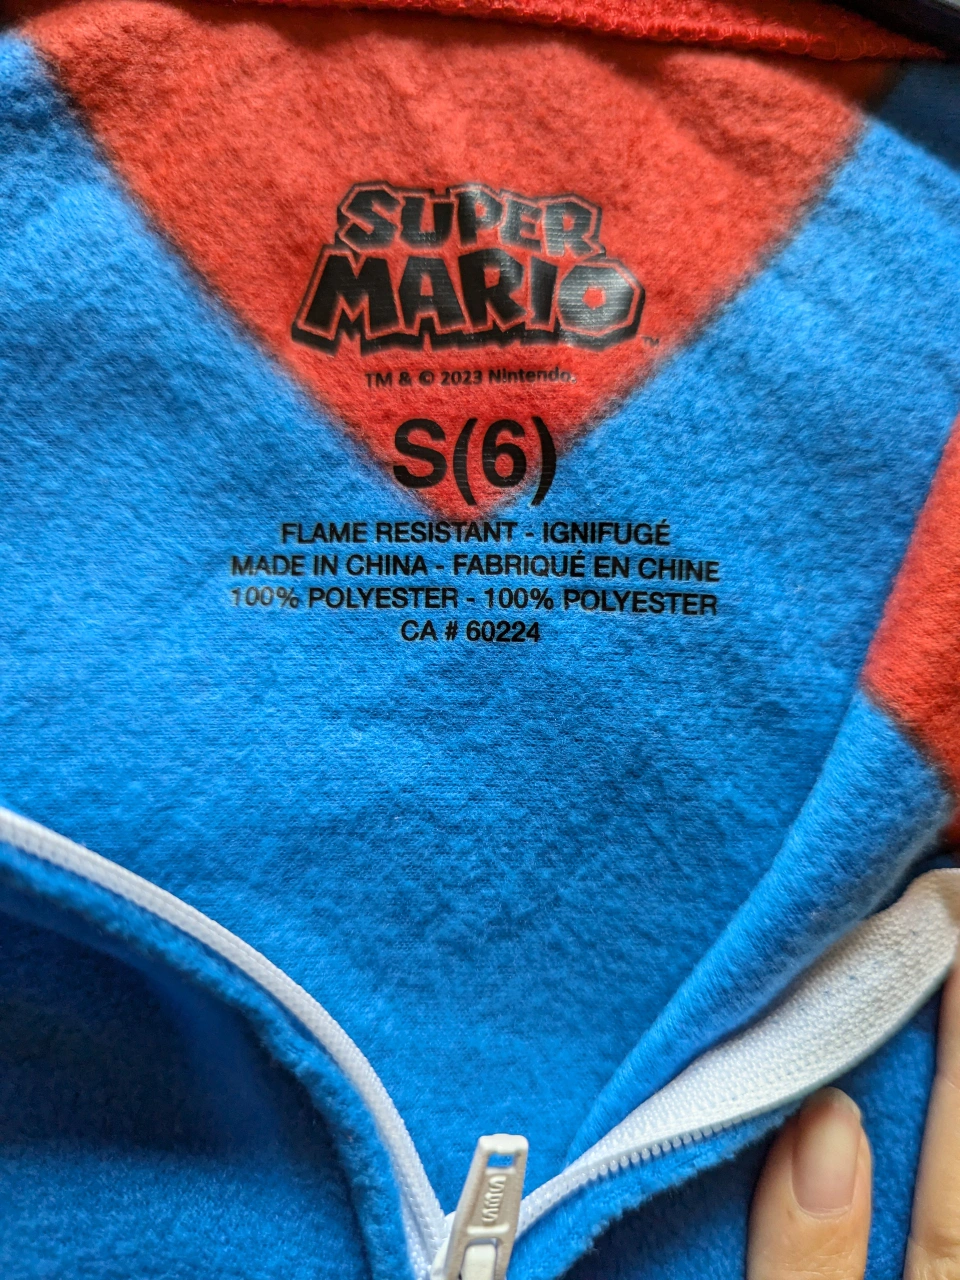 SUPER
MARIO™
TM & © 2023 Nintendo.
S(6)
FLAME RESISTANT - IGNIFUGÉ
MADE IN CHINA - FABRIQUÉ EN CHINE
100% POLYESTER - 100% POLYESTER
CA # 60224